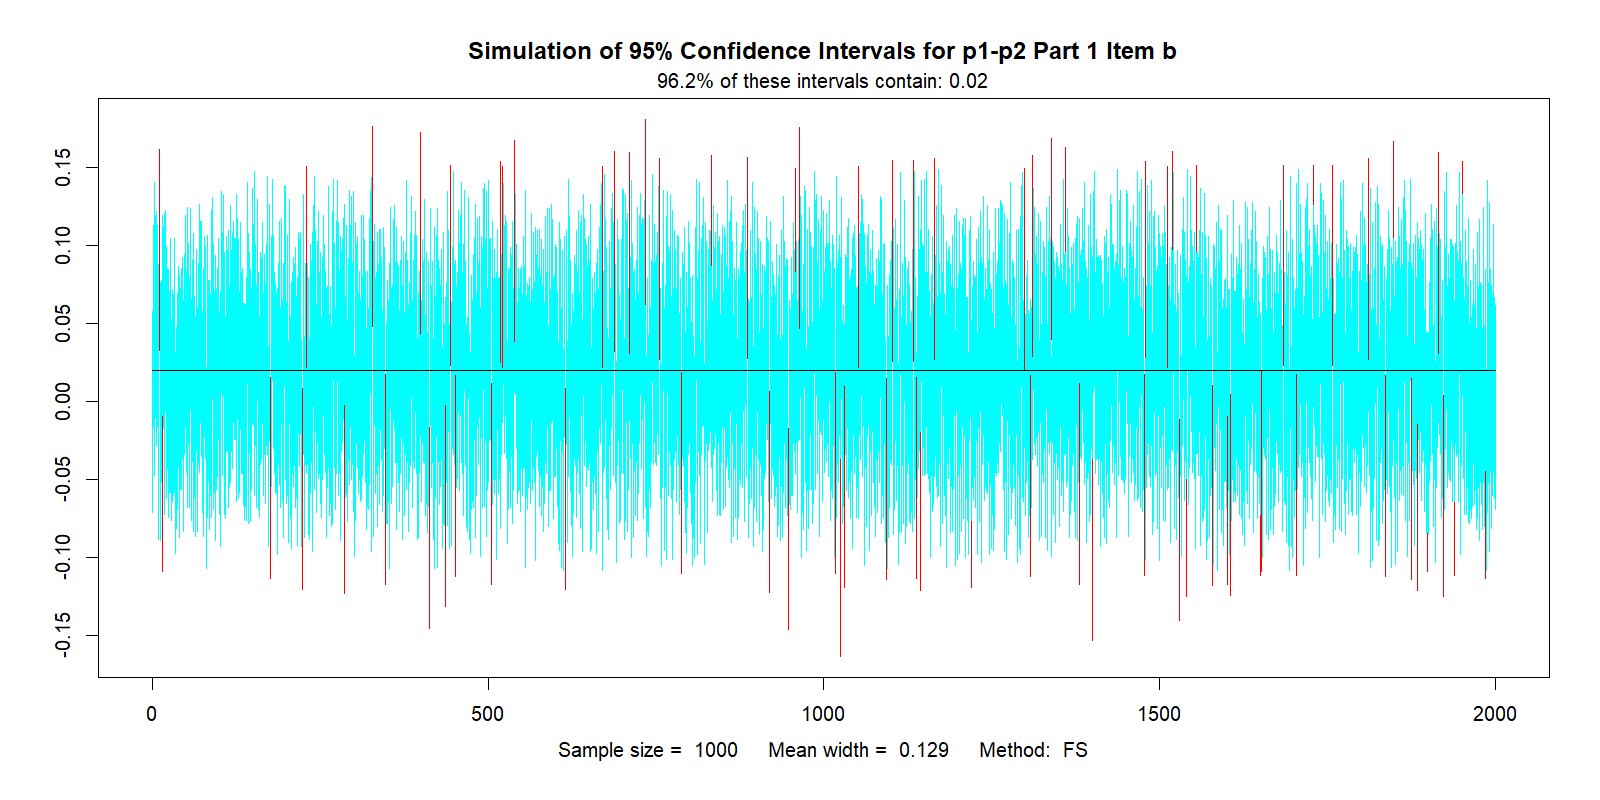 Simulation of 95% Confidence Intervals for p1-p2 Part 1 Item b
96.2% of these intervals contain: 0.02
0.15
0.10
0.05
0.00
-0.05
-0.10
-0.15
0 500 1000 1500 2000
Sample size = 1000 Mean width = 0.129 Method: FS